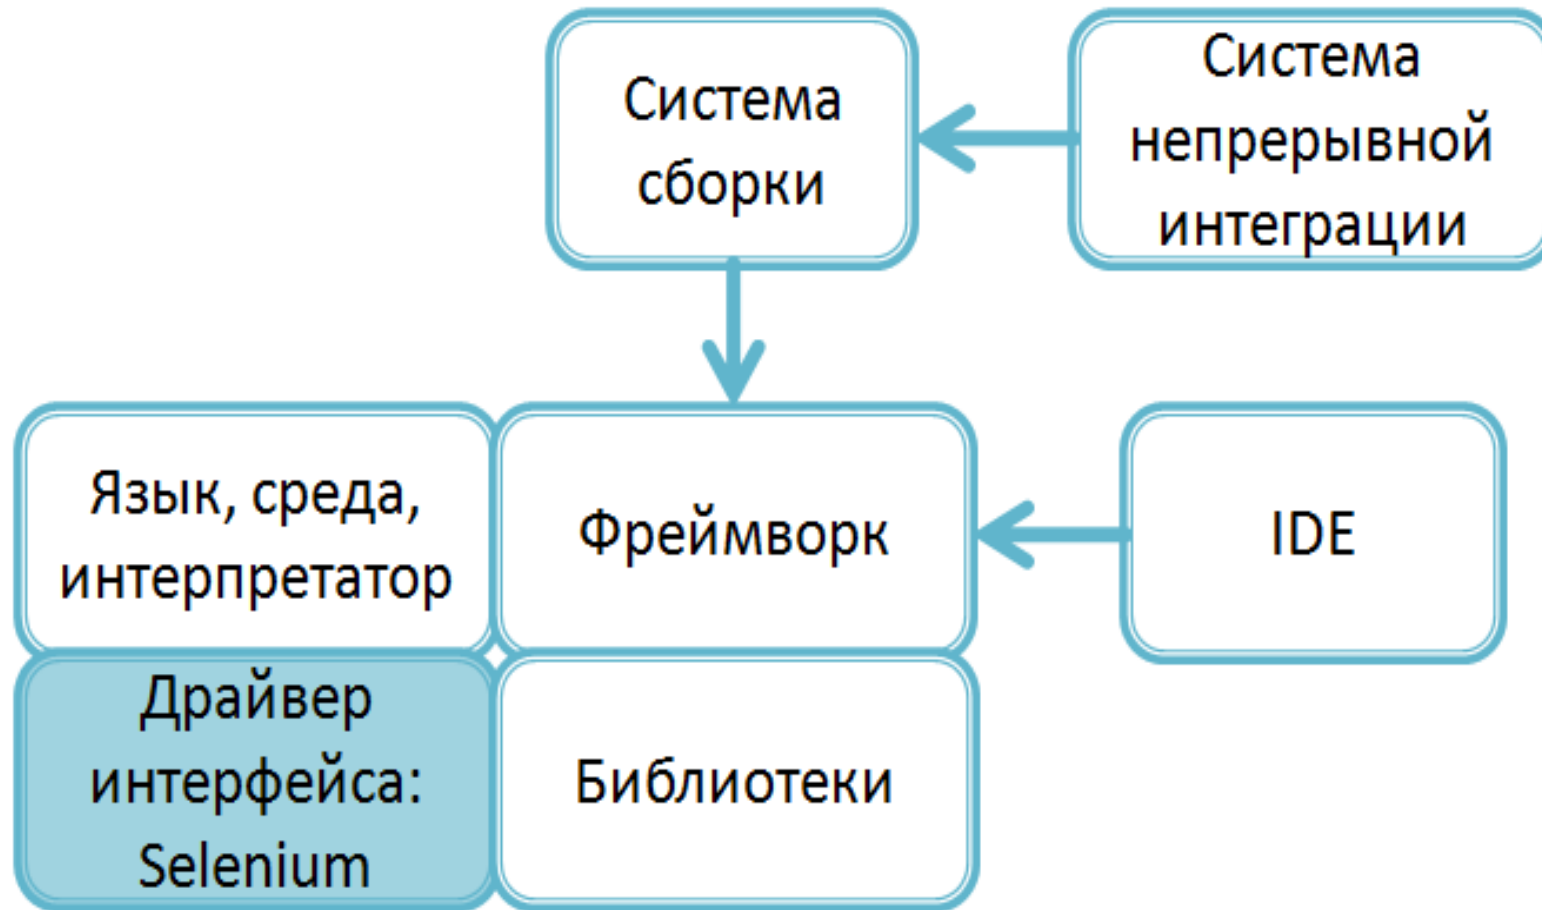 Система
сборки
Система
непрерывной
интеграции
Язык, среда,
интерпретатор
Фреймворк
IDE
Драйвер
интерфейса:
Selenium
Библиотеки